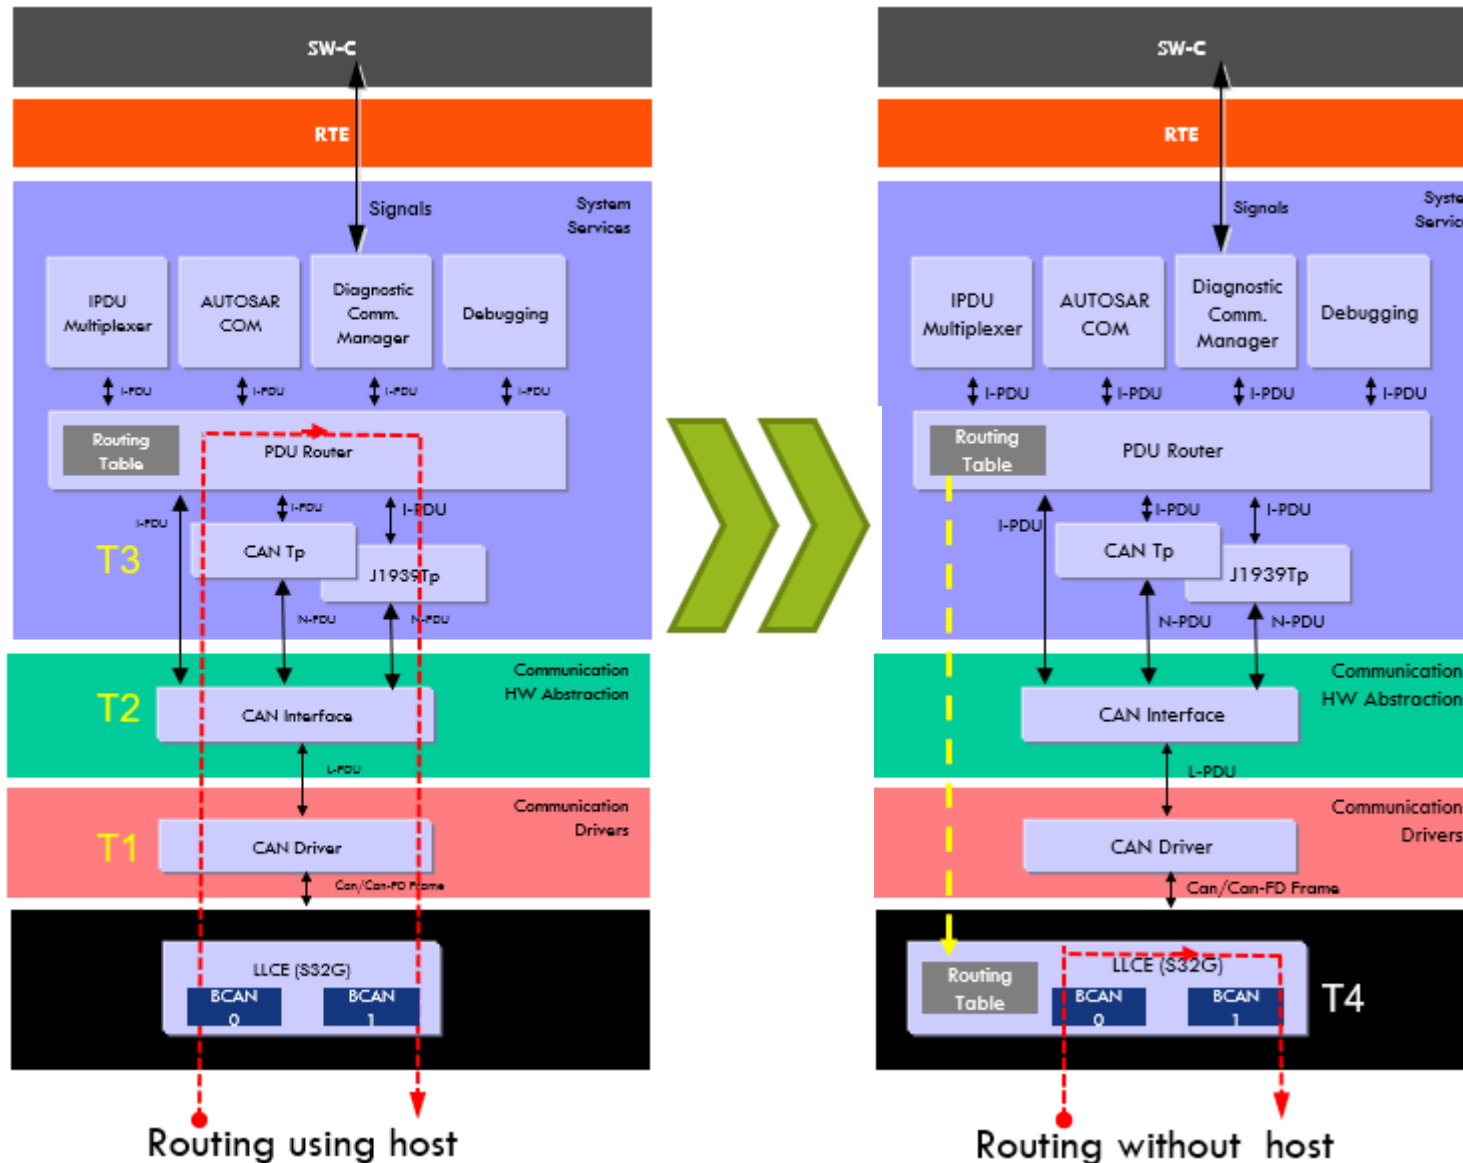 SW-C
RTE
Signals
System
Services
IPDU
Multiplexer
AUTOSAR
COM
Diagnostic
Comm.
Manager
Debugging
I-PDU
I-PDU
I-PDU
I-PDU
Routing
Table
PDU Router
I-PDU
I-PDU
I-PDU
T3
CAN Tp
J1939Tp
N-PDU
N-PDU
Communication
HW Abstraction
T2
CAN Interface
L-PDU
Communication
Drivers
T1
CAN Driver
Can/Can-FD Frame
LLCE (S32G)
BCAN
0
BCAN
1
Routing using host
SW-C
RTE
Signals
Syste
Servic
IPDU
Multiplexer
AUTOSAR
COM
Diagnostic
Comm.
Manager
Debugging
I-PDU
I-PDU
I-PDU
I-PDU
Routing
Table
PDU Router
I-PDU
I-PDU
I-PDU
CAN Tp
J1939Tp
N-PDU
N-PDU
Communication
HW Abstraction
CAN Interface
L-PDU
Communication
Drivers
CAN Driver
Can/Can-FD Frame
LLCE (S32G)
Routing
Table
BCAN
0
BCAN
1
T4
Routing without host